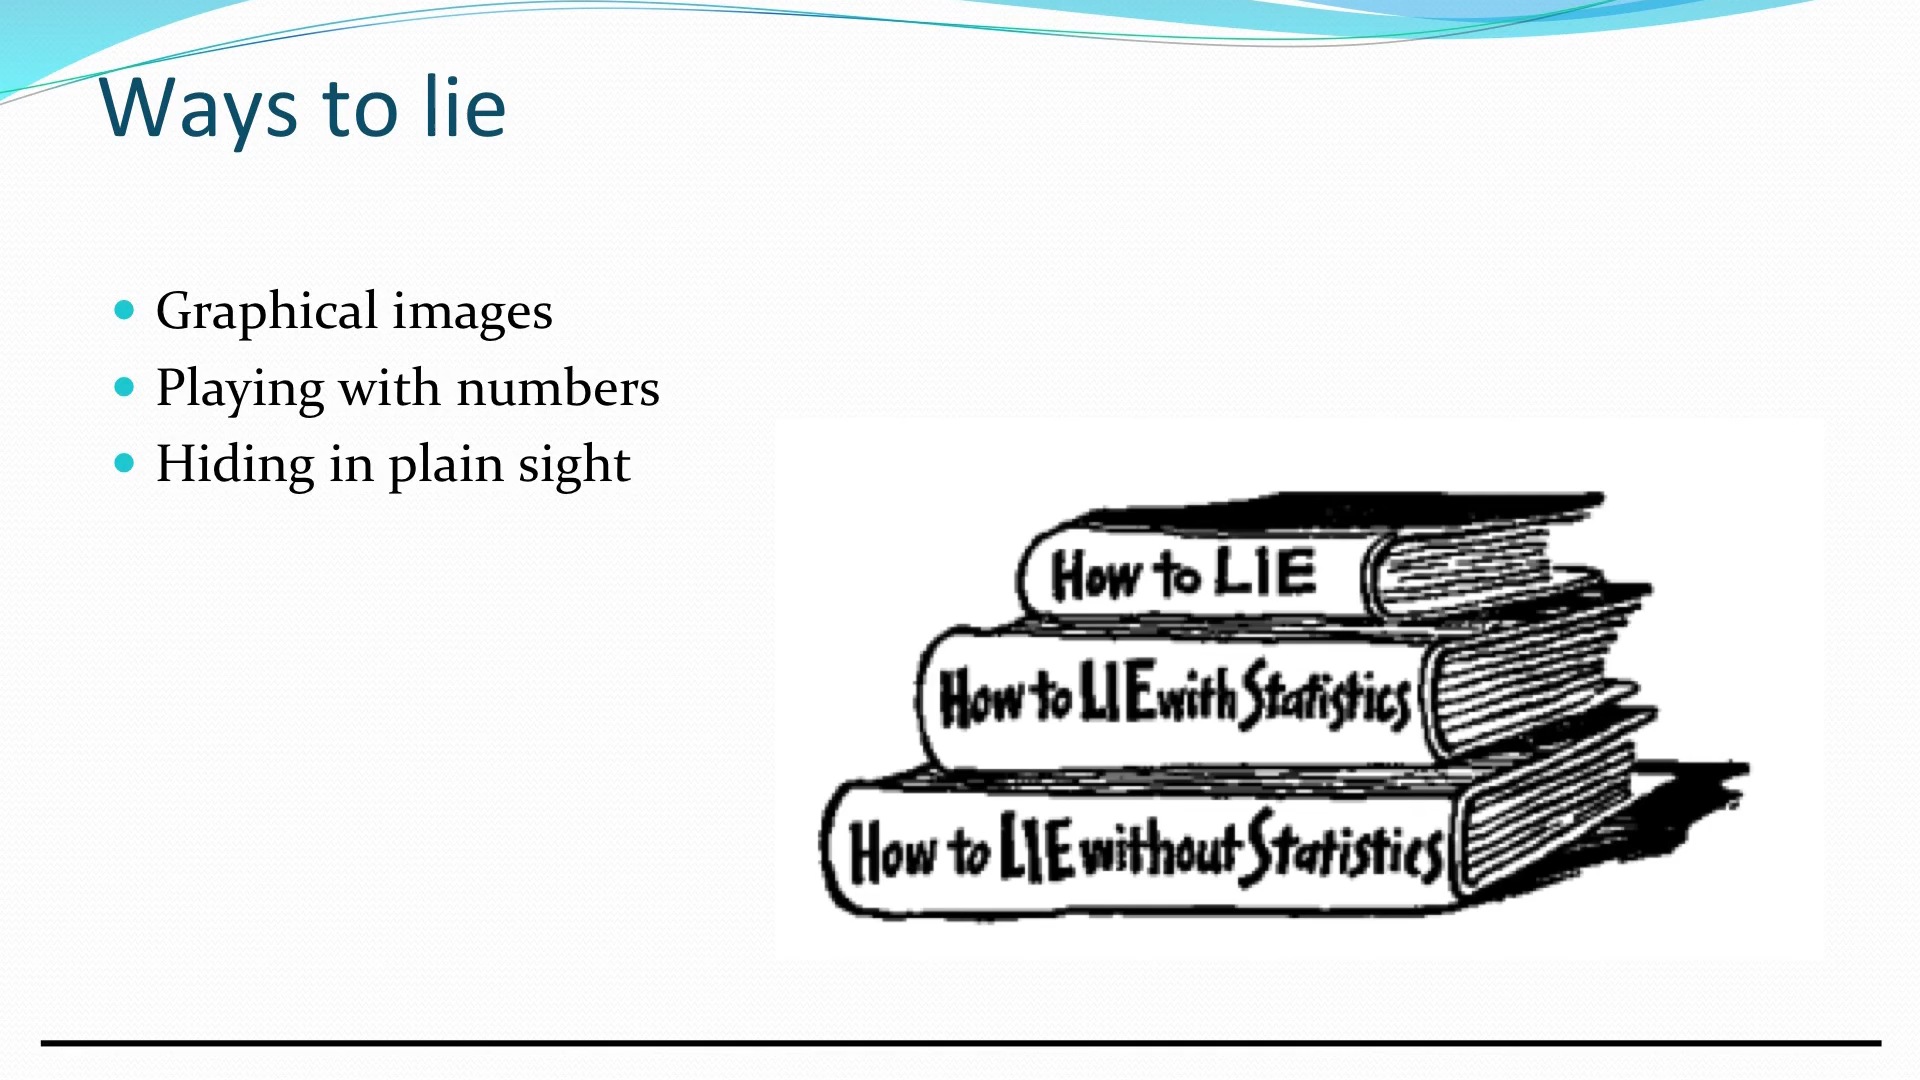 Ways to lie
Graphical images
Playing with numbers
Hiding in plain sight
How to LIE
How to LIE with Statistics
How to LIE without Statistics